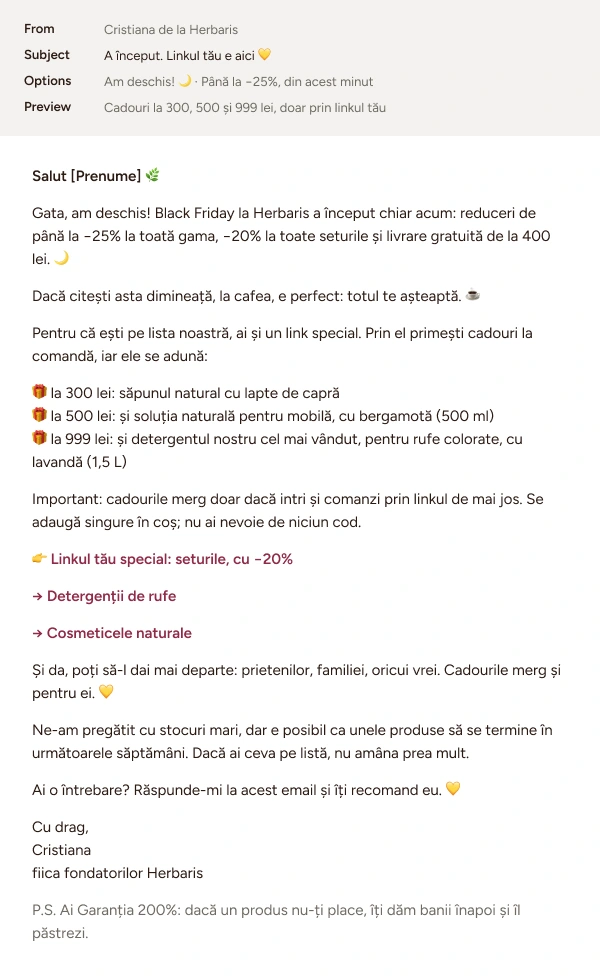 From Cristiana de la Herbaris
Subject A început. Linkul tău e aici 💛
Options Am deschis! 🌙 · Până la −25%, din acest minut
Preview Cadouri la 300, 500 și 999 lei, doar prin linkul tău
Salut [Prenume] 🌿
Gata, am deschis! Black Friday la Herbaris a început chiar acum: reduceri de
până la −25% la toată gama, −20% la toate seturile și livrare gratuită de la 400
lei. 🌙
Dacă citești asta dimineață, la cafea, e perfect: totul te așteaptă. ☕
Pentru că ești pe lista noastră, ai și un link special. Prin el primești cadouri la
comandă, iar ele se adună:
🎁 la 300 lei: săpunul natural cu lapte de capră
🎁 la 500 lei: și soluția naturală pentru mobilă, cu bergamotă (500 ml)
🎁 la 999 lei: și detergentul nostru cel mai vândut, pentru rufe colorate, cu
lavandă (1,5 L)
Important: cadourile merg doar dacă intri și comanzi prin linkul de mai jos. Se
adaugă singure în coș; nu ai nevoie de niciun cod.
👉 Linkul tău special: seturile, cu −20%
→ Detergenții de rufe
→ Cosmeticele naturale
Și da, poți să-l dai mai departe: prietenilor, familiei, oricui vrei. Cadourile merg și
pentru ei. 💛
Ne-am pregătit cu stocuri mari, dar e posibil ca unele produse să se termine în
următoarele săptămâni. Dacă ai ceva pe listă, nu amâna prea mult.
Ai o întrebare? Răspunde-mi la acest email și îți recomand eu. 💛
Cu drag,
Cristiana
fiica fondatorilor Herbaris
P.S. Ai Garanția 200%: dacă un produs nu-ți place, îți dăm banii înapoi și îl
păstrezi.